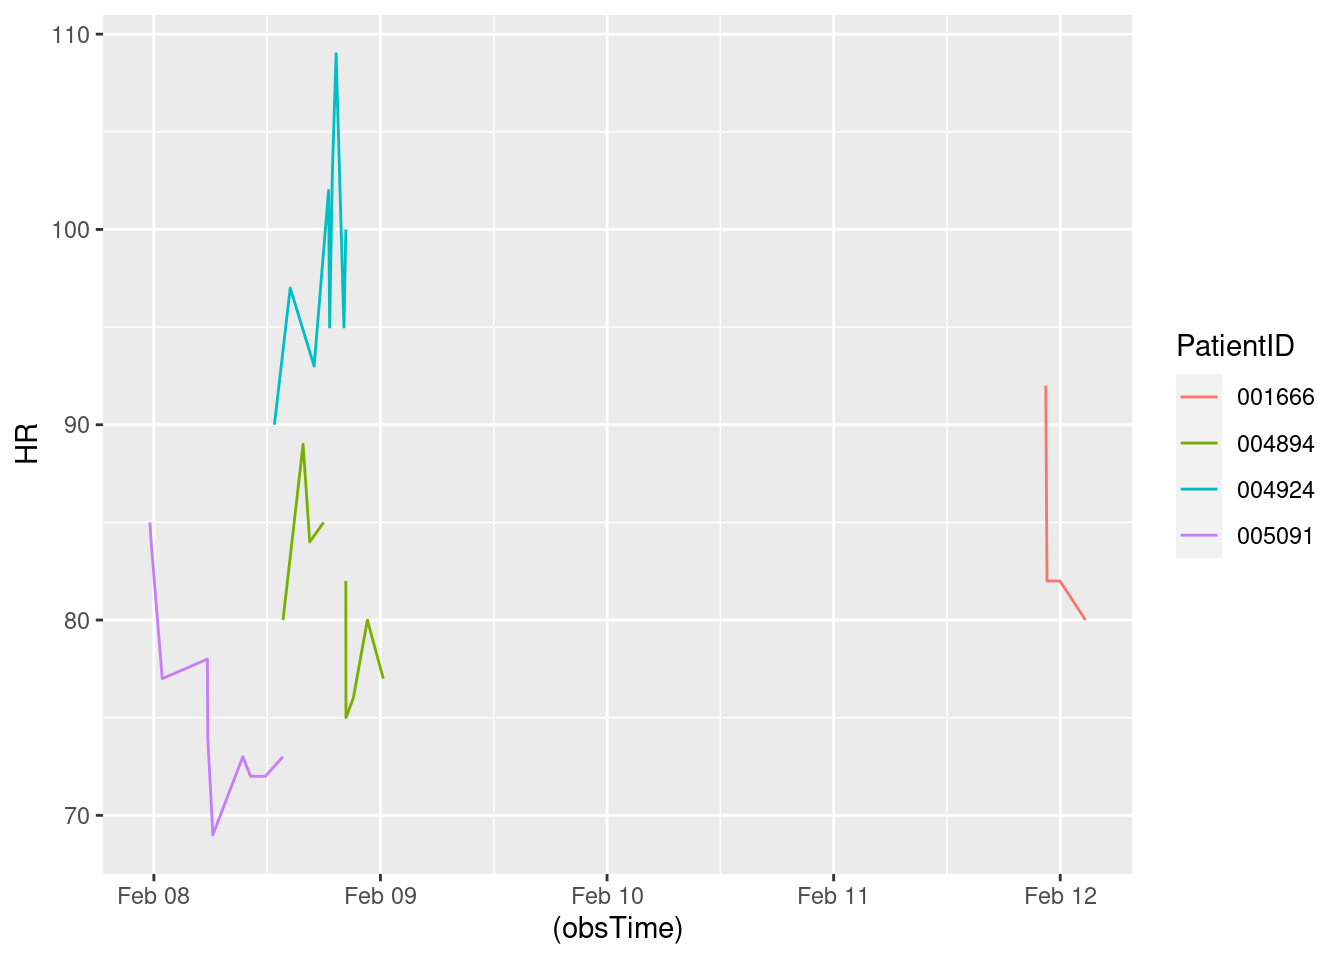 110
100
90
80
70
HR
Feb 08
Feb 09
Feb 10
Feb 11
Feb 12
(obsTime)
PatientID
001666
004894
004924
005091